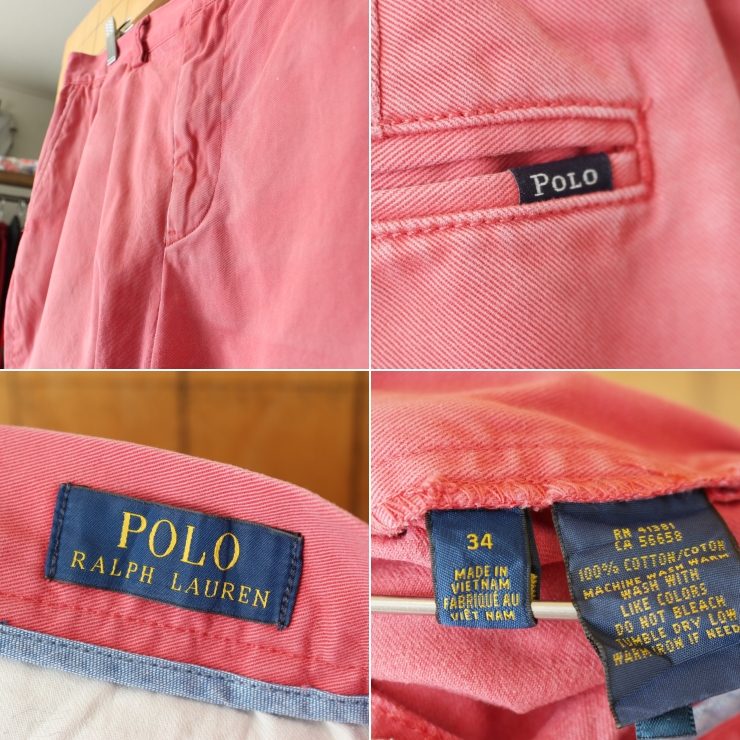 POLO
POLO
RALPH LAUREN
34
MADE IN
VIETNAM
FABRIQUÉ AU
VIÊT NAM
RN 41381
CA 56658
100% COTTON/COTON
MACHINE WASH WARM
WASH WITH
LIKE COLORS
DO NOT BLEACH
TUMBLE DRY LOW
WARM IRON IF NEED